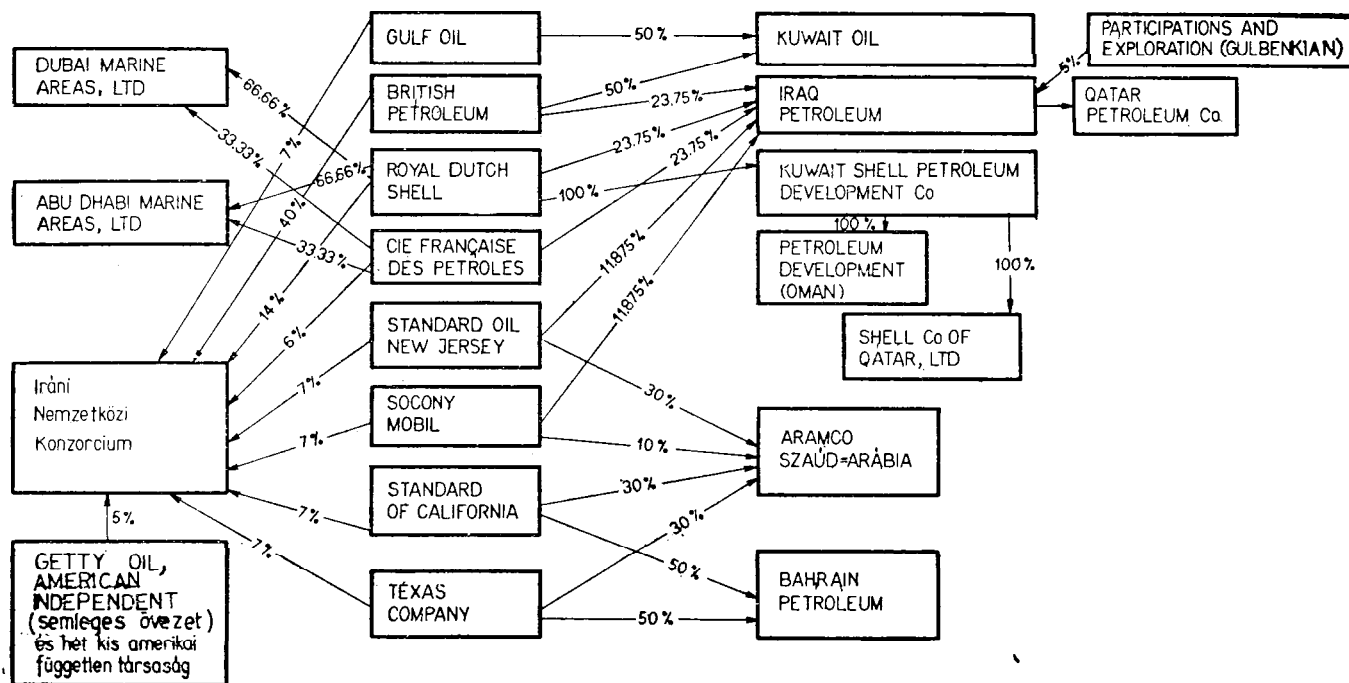 DUBAI MARINE
AREAS, LTD
ABU DHABI MARINE
AREAS, LTD
Iráni
Nemzetközi
Konzorcium
5%
GETTY OIL,
AMERICAN
INDEPENDENT
(semleges övezet)
és hét kis amerikai
független társaság
66.66%
33.33%
7%
66.66%
40%
33.33%
14%
6%
7%
7%
7%
7%
GULF OIL
BRITISH
PETROLEUM
ROYAL DUTCH
SHELL
CIE FRANÇAISE
DES PETROLES
STANDARD OIL
NEW JERSEY
SOCONY
MOBIL
STANDARD
OF CALIFORNIA
TÉXAS
COMPANY
50%
50%
23.75%
23.75%
23.75%
100%
11.875%
11.875%
30%
10%
30%
30%
50%
50%
KUWAIT OIL
IRAQ
PETROLEUM
KUWAIT SHELL PETROLEUM
DEVELOPMENT Co
100%
PETROLEUM
DEVELOPMENT
(OMAN)
100%
SHELL Co OF
QATAR, LTD
ARAMCO
SZAÚD=ARÁBIA
BAHRAIN
PETROLEUM
PARTICIPATIONS AND
EXPLORATION (GULBENKIAN)
5%
QATAR
PETROLEUM Co.